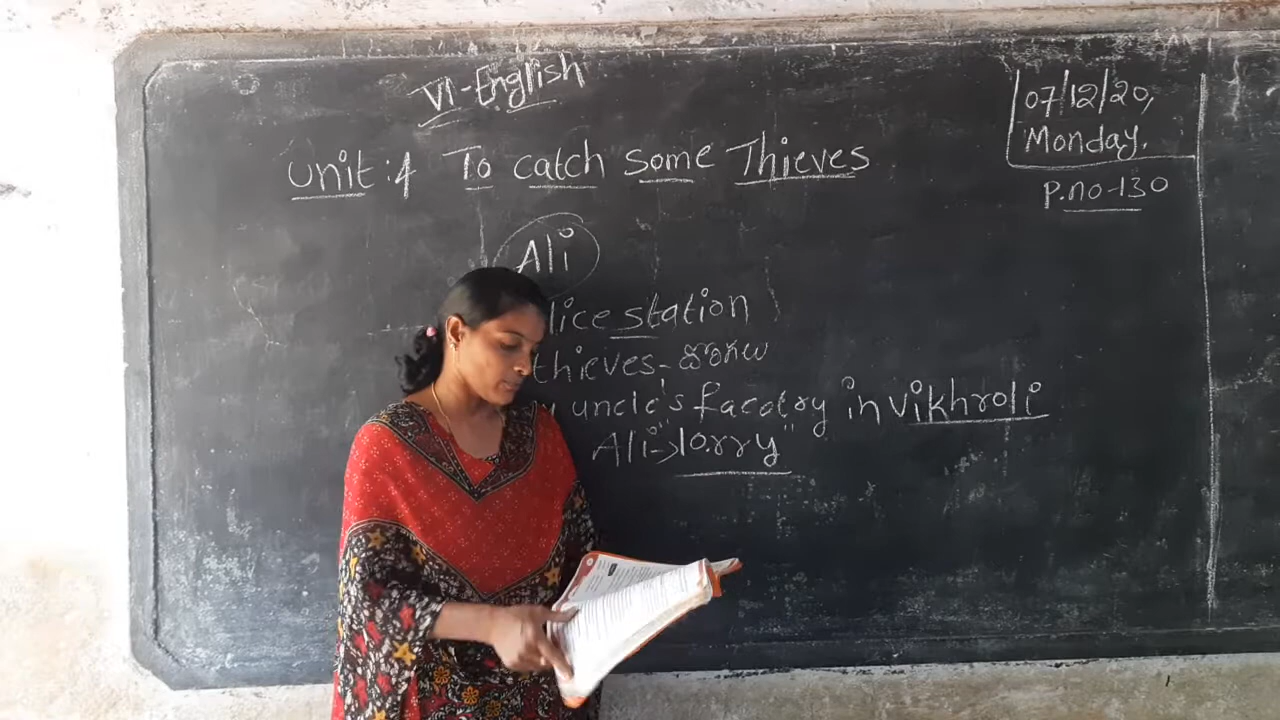 VI-English
07/12/20,
Monday.
Unit:4 To catch some Thieves
P.no-130
Ali
lice station
thieves-దొంగలు
uncle's facotry in vikhroli
Ali→"lorry"